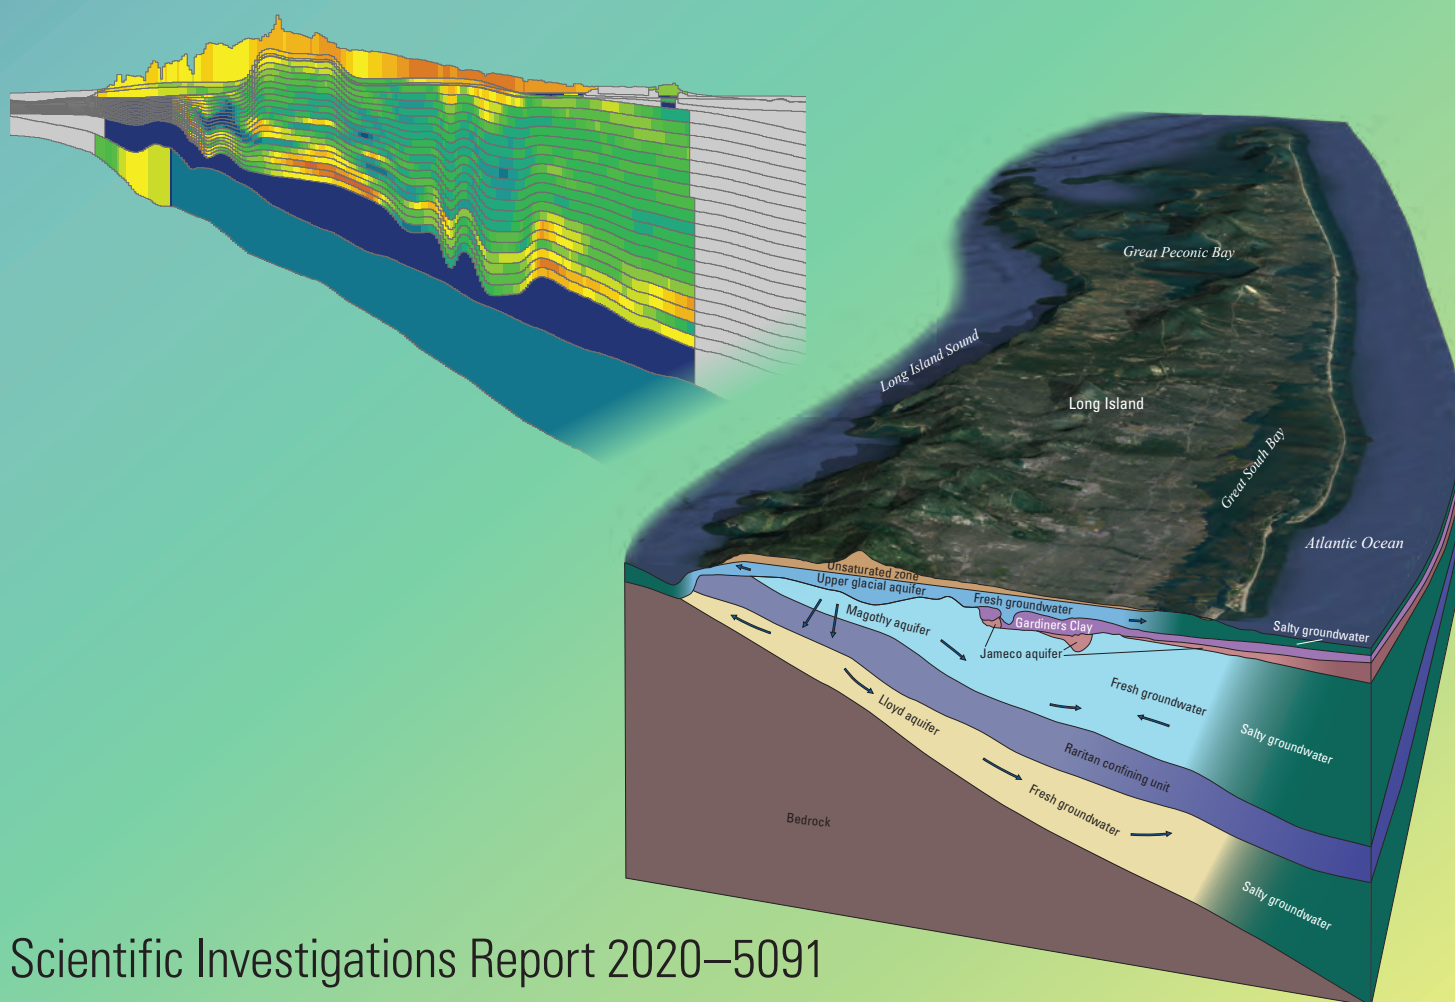 Great Peconic Bay
Long Island Sound
Long Island
Great South Bay
Atlantic Ocean
Unsaturated zone
Upper glacial aquifer
Fresh groundwater
Magothy aquifer
Gardiners Clay
Salty groundwater
Jameco aquifer
Fresh groundwater
Lloyd aquifer
Salty groundwater
Raritan confining unit
Fresh groundwater
Bedrock
Salty groundwater
Scientific Investigations Report 2020–5091